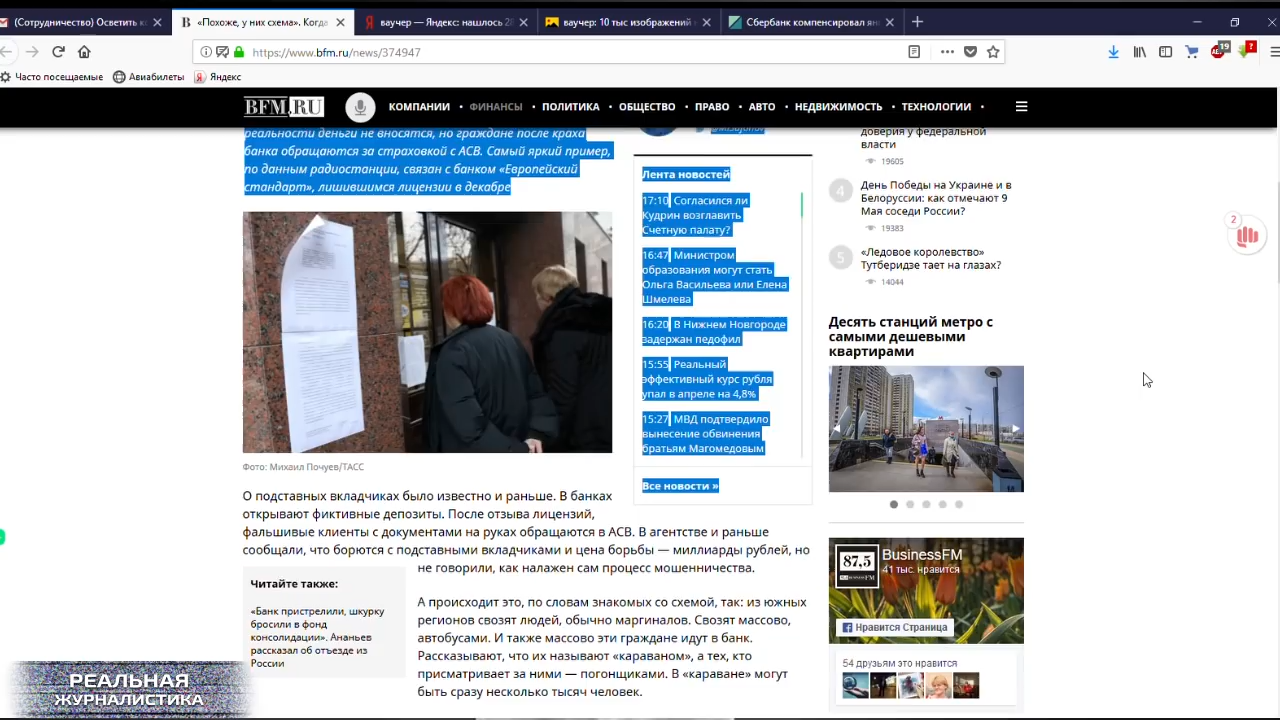 (Сотрудничество) Осветить к
«Похоже, у них схема». Когда
ваучер — Яндекс: нашлось 28
ваучер: 10 тыс изображений н
Сбербанк компенсировал ян
https://www.bfm.ru/news/374947
19
?
Часто посещаемые
Авиабилеты
Яндекс
BFM.RU
КОМПАНИИ • ФИНАНСЫ • ПОЛИТИКА • ОБЩЕСТВО • ПРАВО • АВТО • НЕДВИЖИМОСТЬ • ТЕХНОЛОГИИ •
реальности деньги не вносятся, но граждане после краха
банка обращаются за страховкой с АСВ. Самый яркий пример,
по данным радиостанции, связан с банком «Европейский
стандарт», лишившимся лицензии в декабре
Фото: Михаил Почуев/ТАСС
Лента новостей
17:10 Согласился ли
Кудрин возглавить
Счетную палату?
16:47 Министром
образования могут стать
Ольга Васильева или Елена
Шмелева
16:20 В Нижнем Новгороде
задержан педофил
15:55 Реальный
эффективный курс рубля
упал в апреле на 4,8%
15:27 МВД подтвердило
вынесение обвинения
братьям Магомедовым
Все новости »
доверия у федеральной
власти
19605
4 День Победы на Украине и в
Белоруссии: как отмечают 9
Мая соседи России?
19383
5 «Ледовое королевство»
Тутберидзе тает на глазах?
14044
2
Десять станций метро с
самыми дешевыми
квартирами
87,5
BusinessFM
41 тыс. нравится
Нравится Страница
54 друзьям это нравится
О подставных вкладчиках было известно и раньше. В банках
открывают фиктивные депозиты. После отзыва лицензий,
фальшивые клиенты с документами на руках обращаются в АСВ. В агентстве и раньше
сообщали, что борются с подставными вкладчиками и цена борьбы — миллиарды рублей, но
не говорили, как налажен сам процесс мошенничества.
Читайте также:
«Банк пристрелили, шкурку
бросили в фонд
консолидации». Ананьев
рассказал об отъезде из
России
А происходит это, по словам знакомых со схемой, так: из южных
регионов свозят людей, обычно маргиналов. Свозят массово,
автобусами. И также массово эти граждане идут в банк.
Рассказывают, что их называют «караваном», а тех, кто
присматривает за ними — погонщиками. В «караване» могут
быть сразу несколько тысяч человек.
РЕАЛЬНАЯ
ЖУРНАЛИСТИКА